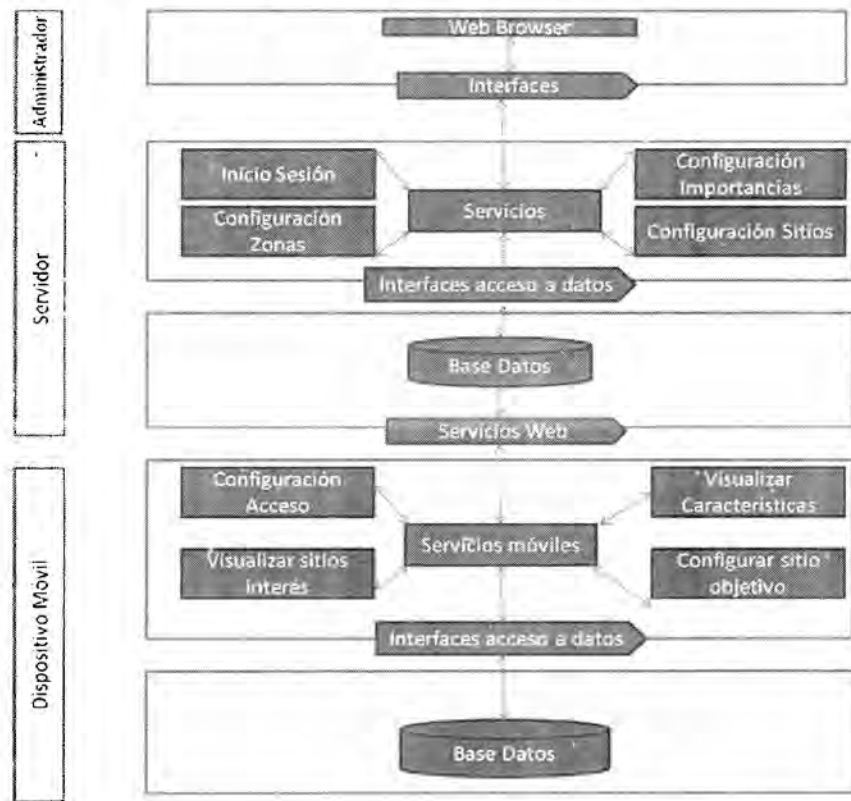 Administrador
Web Browser
Interfaces
Servidor
Inicio Sesión
Configuración
Importancias
Servicios
Configuración
Zonas
Configuración Sitios
Interfaces acceso a datos
Base Datos
Servicios Web
Dispositivo Móvil
Configuración
Acceso
Visualizar
Características
Servicios móviles
Visualizar sitios
interés
Configurar sitio
objetivo
Interfaces acceso a datos
Base Datos